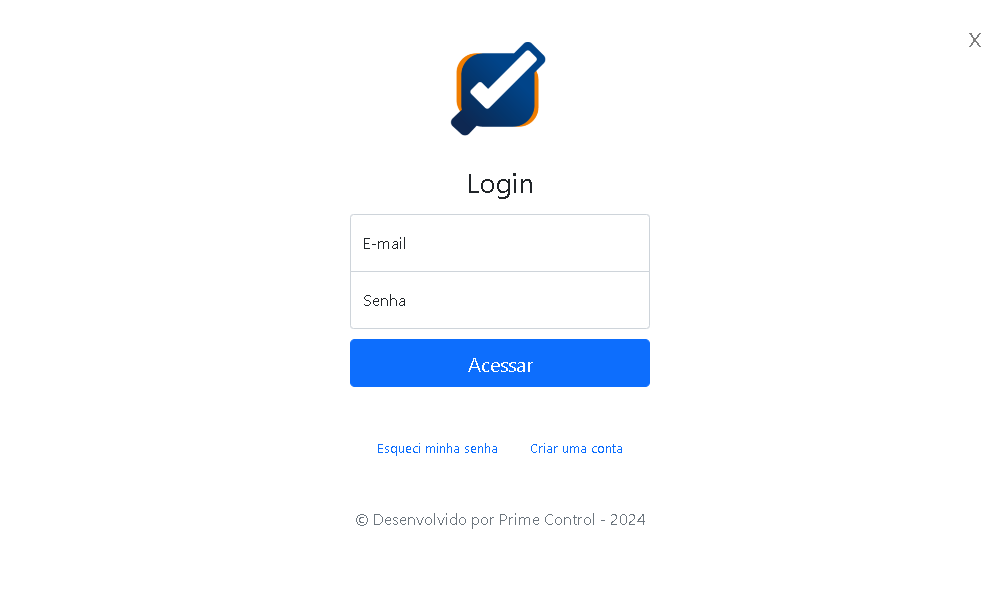 X
Login
E-mail
Senha
Acessar
Esqueci minha senha Criar uma conta
© Desenvolvido por Prime Control - 2024